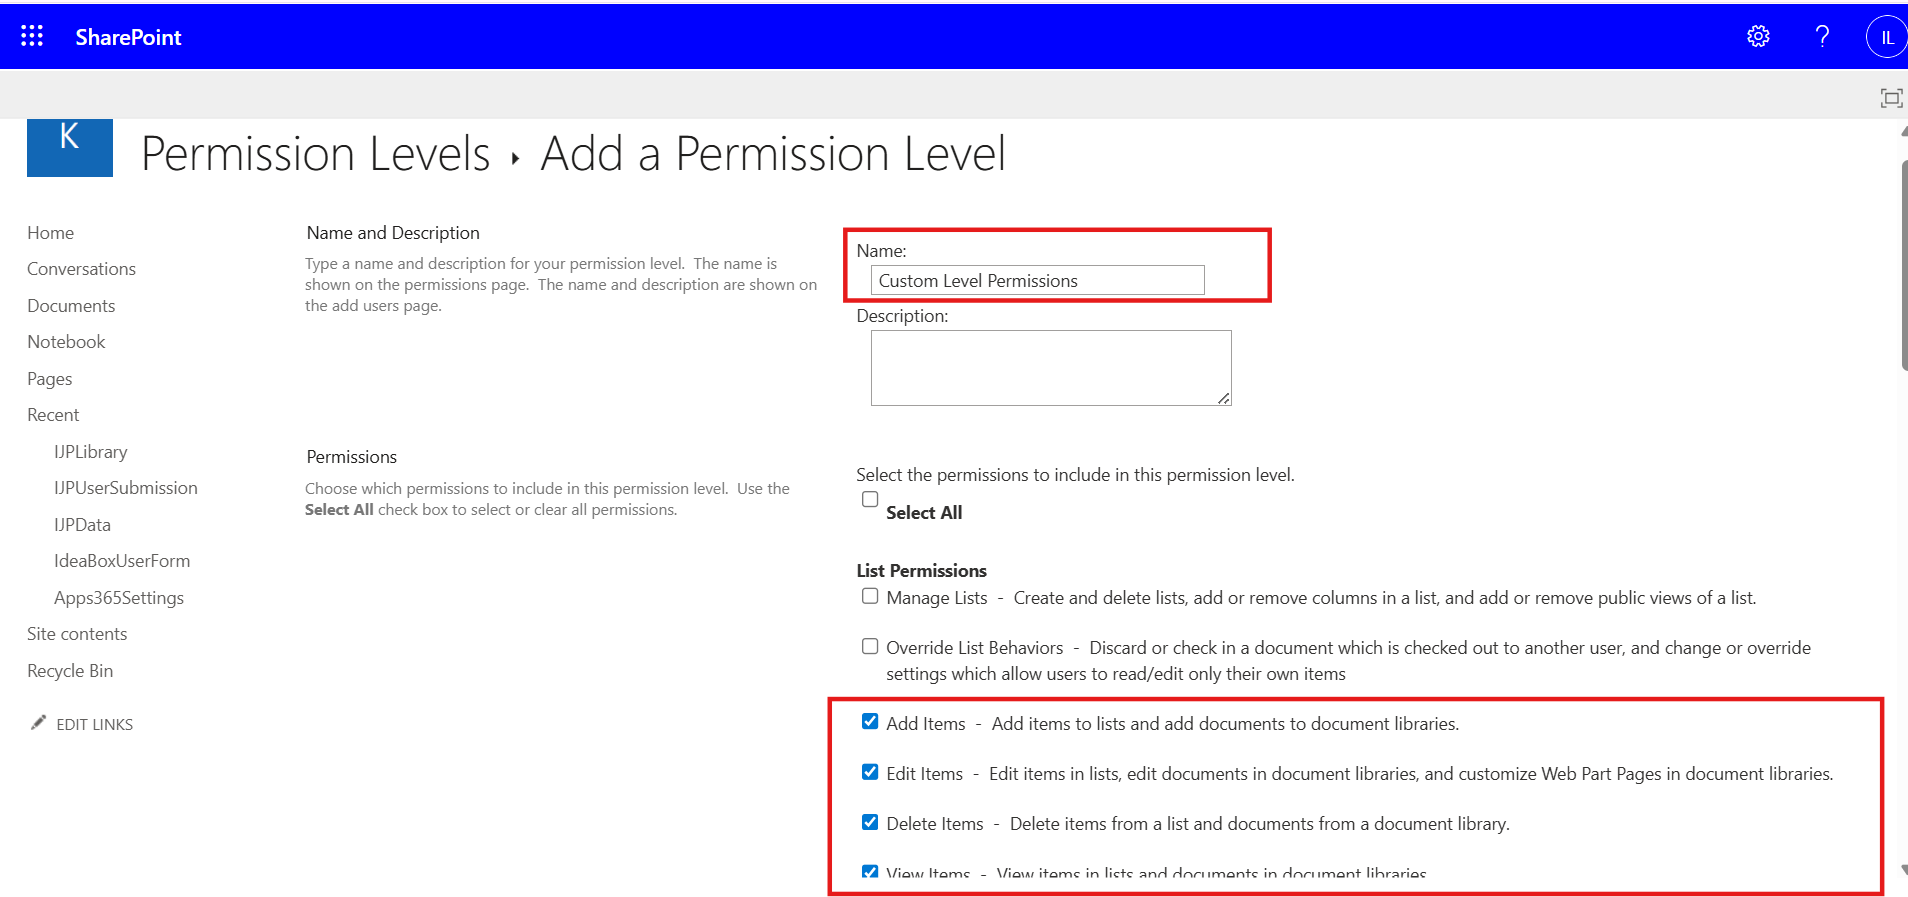 SharePoint
?
IL
K
Permission Levels ▸ Add a Permission Level
Home
Conversations
Documents
Notebook
Pages
Recent
IJPLibrary
IJPUserSubmission
IJPData
IdeaBoxUserForm
Apps365Settings
Site contents
Recycle Bin
EDIT LINKS
Name and Description
Type a name and description for your permission level. The name is
shown on the permissions page. The name and description are shown on
the add users page.
Name:
Custom Level Permissions
Description:
Permissions
Choose which permissions to include in this permission level. Use the
Select All check box to select or clear all permissions.
Select the permissions to include in this permission level.
Select All
List Permissions
Manage Lists - Create and delete lists, add or remove columns in a list, and add or remove public views of a list.
Override List Behaviors - Discard or check in a document which is checked out to another user, and change or override
settings which allow users to read/edit only their own items
Add Items - Add items to lists and add documents to document libraries.
Edit Items - Edit items in lists, edit documents in document libraries, and customize Web Part Pages in document libraries.
Delete Items - Delete items from a list and documents from a document library.
View Items - View items in lists and documents in document libraries